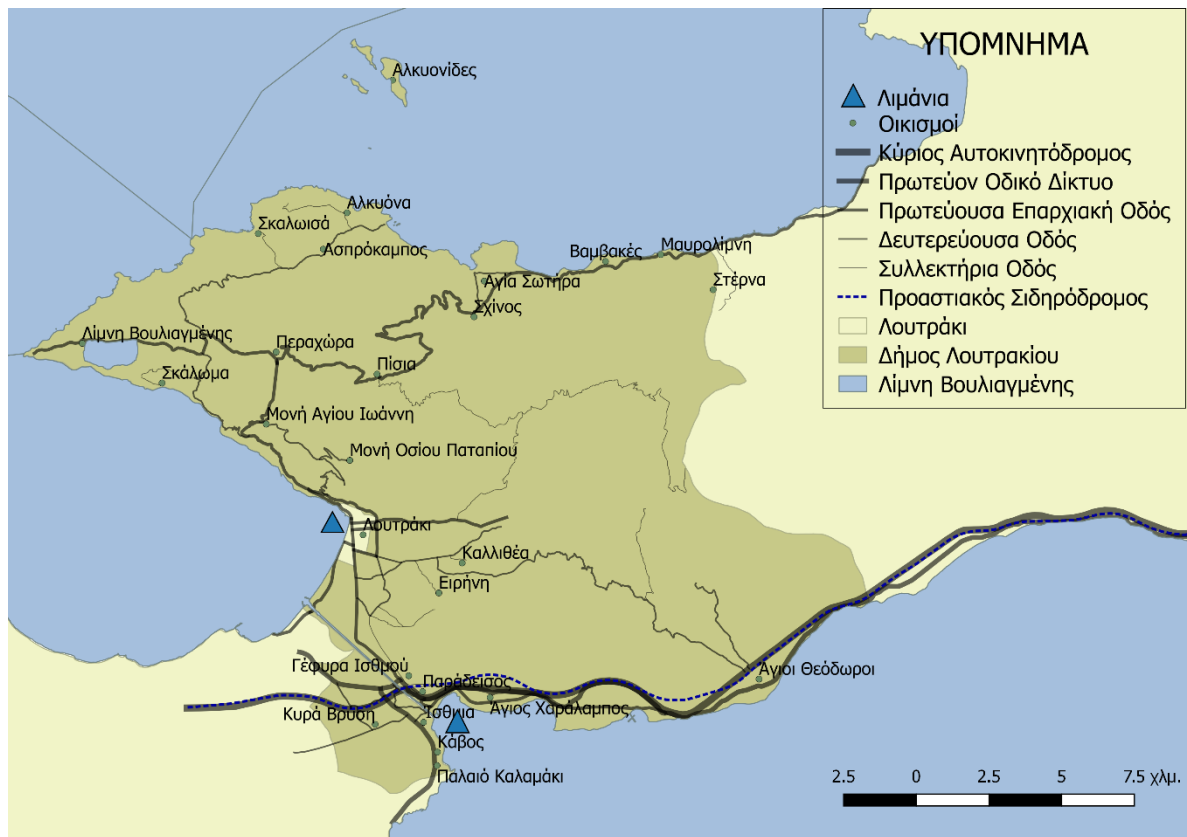 ΥΠΟΜΝΗΜΑ
Λιμάνια
Οικισμοί
Κύριος Αυτοκινητόδρομος
Πρωτεύον Οδικό Δίκτυο
Πρωτεύουσα Επαρχιακή Οδός
Δευτερεύουσα Οδός
Συλλεκτήρια Οδός
Προαστιακός Σιδηρόδρομος
Λουτράκι
Δήμος Λουτρακίου
Λίμνη Βουλιαγμένης
Αλκυονίδες
Αλκυόνα
Σκαλωισά
Ασπρόκαμπος
Βαμβακές
Μαυρολίμνη
Αγία Σωτήρα
Στέρνα
Σχίνος
Λίμνη Βουλιαγμένης
Περαχώρα
Σκάλωμα
Πίσια
Μονή Αγίου Ιωάννη
Μονή Οσίου Παταπίου
Λουτράκι
Καλλιθέα
Ειρήνη
Γέφυρα Ισθμού
Παράδεισος
Άγιοι Θεόδωροι
Κυρά Βρύση
Ίσθμια
Άγιος Χαράλαμπος
Κάβος
Παλαιό Καλαμάκι
2.5 0 2.5 5 7.5 χλμ.